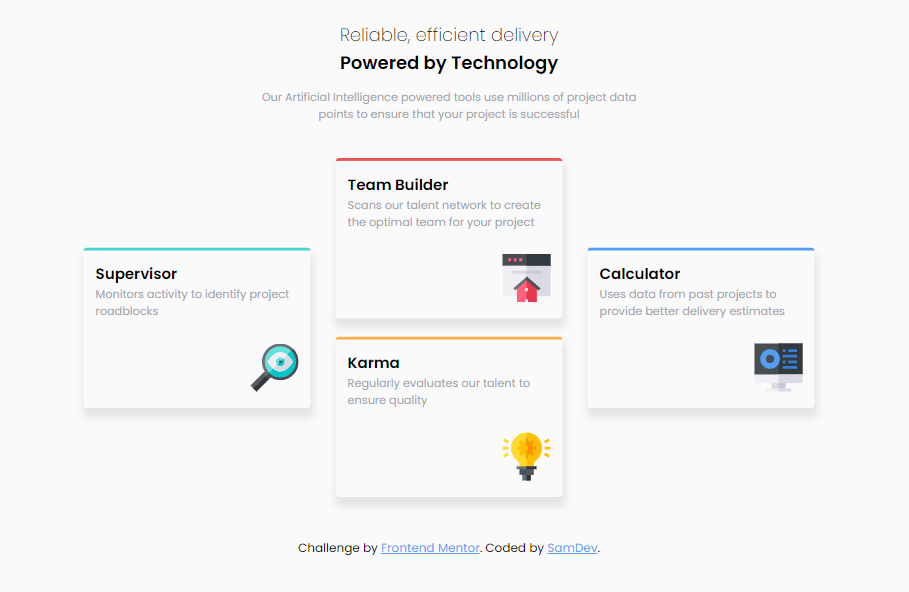 Reliable, efficient delivery
Powered by Technology
Our Artificial Intelligence powered tools use millions of project data
points to ensure that your project is successful
Supervisor
Monitors activity to identify project
roadblocks
Team Builder
Scans our talent network to create
the optimal team for your project
Karma
Regularly evaluates our talent to
ensure quality
Calculator
Uses data from past projects to
provide better delivery estimates
Challenge by Frontend Mentor. Coded by SamDev.